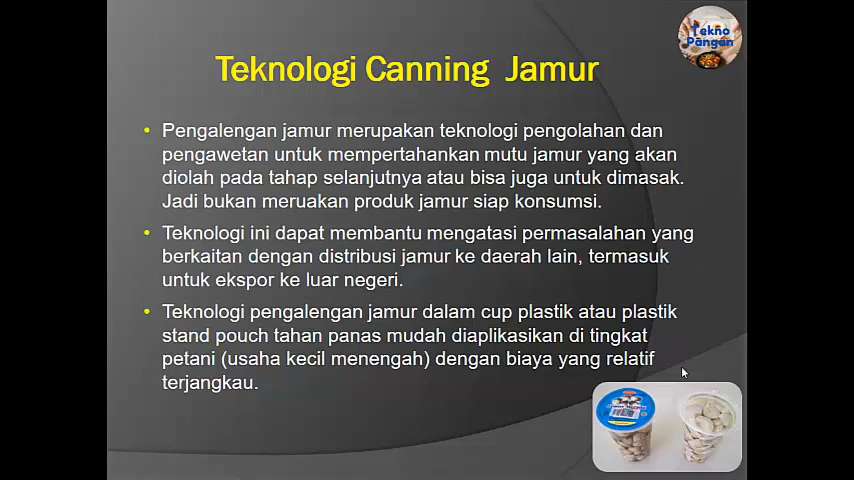 Tekno
Pangan
Teknologi Canning Jamur
• Pengalengan jamur merupakan teknologi pengolahan dan
pengawetan untuk mempertahankan mutu jamur yang akan
diolah pada tahap selanjutnya atau bisa juga untuk dimasak.
Jadi bukan meruakan produk jamur siap konsumsi.
• Teknologi ini dapat membantu mengatasi permasalahan yang
berkaitan dengan distribusi jamur ke daerah lain, termasuk
untuk ekspor ke luar negeri.
• Teknologi pengalengan jamur dalam cup plastik atau plastik
stand pouch tahan panas mudah diaplikasikan di tingkat
petani (usaha kecil menengah) dengan biaya yang relatif
terjangkau.